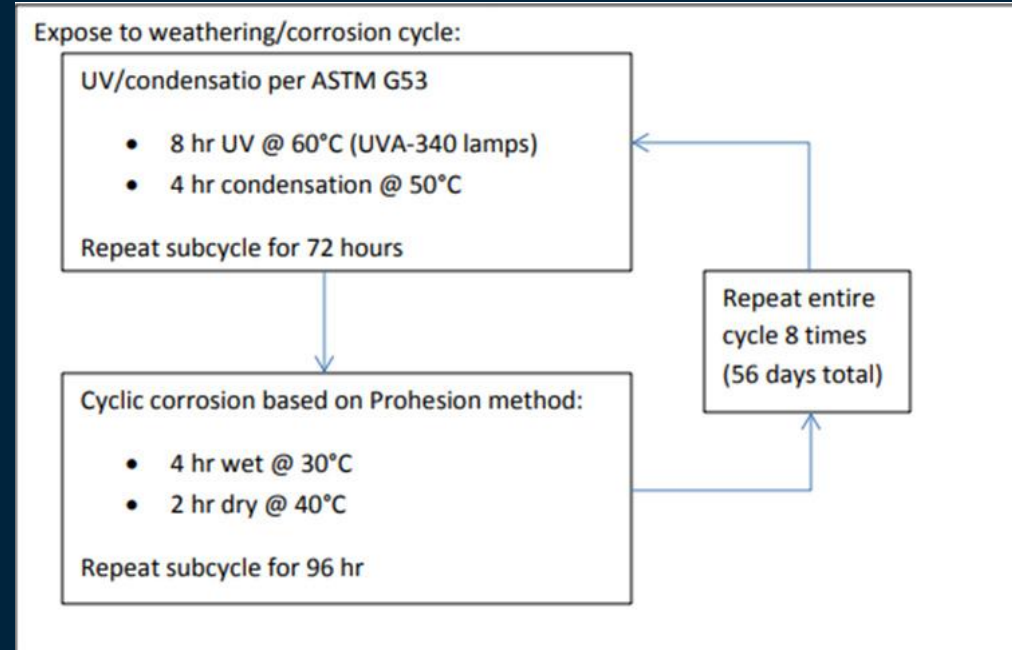 Expose to weathering/corrosion cycle:
UV/condensatio per ASTM G53
• 8 hr UV @ 60°C (UVA-340 lamps)
• 4 hr condensation @ 50°C
Repeat subcycle for 72 hours
Repeat entire
cycle 8 times
(56 days total)
Cyclic corrosion based on Prohesion method:
• 4 hr wet @ 30°C
• 2 hr dry @ 40°C
Repeat subcycle for 96 hr